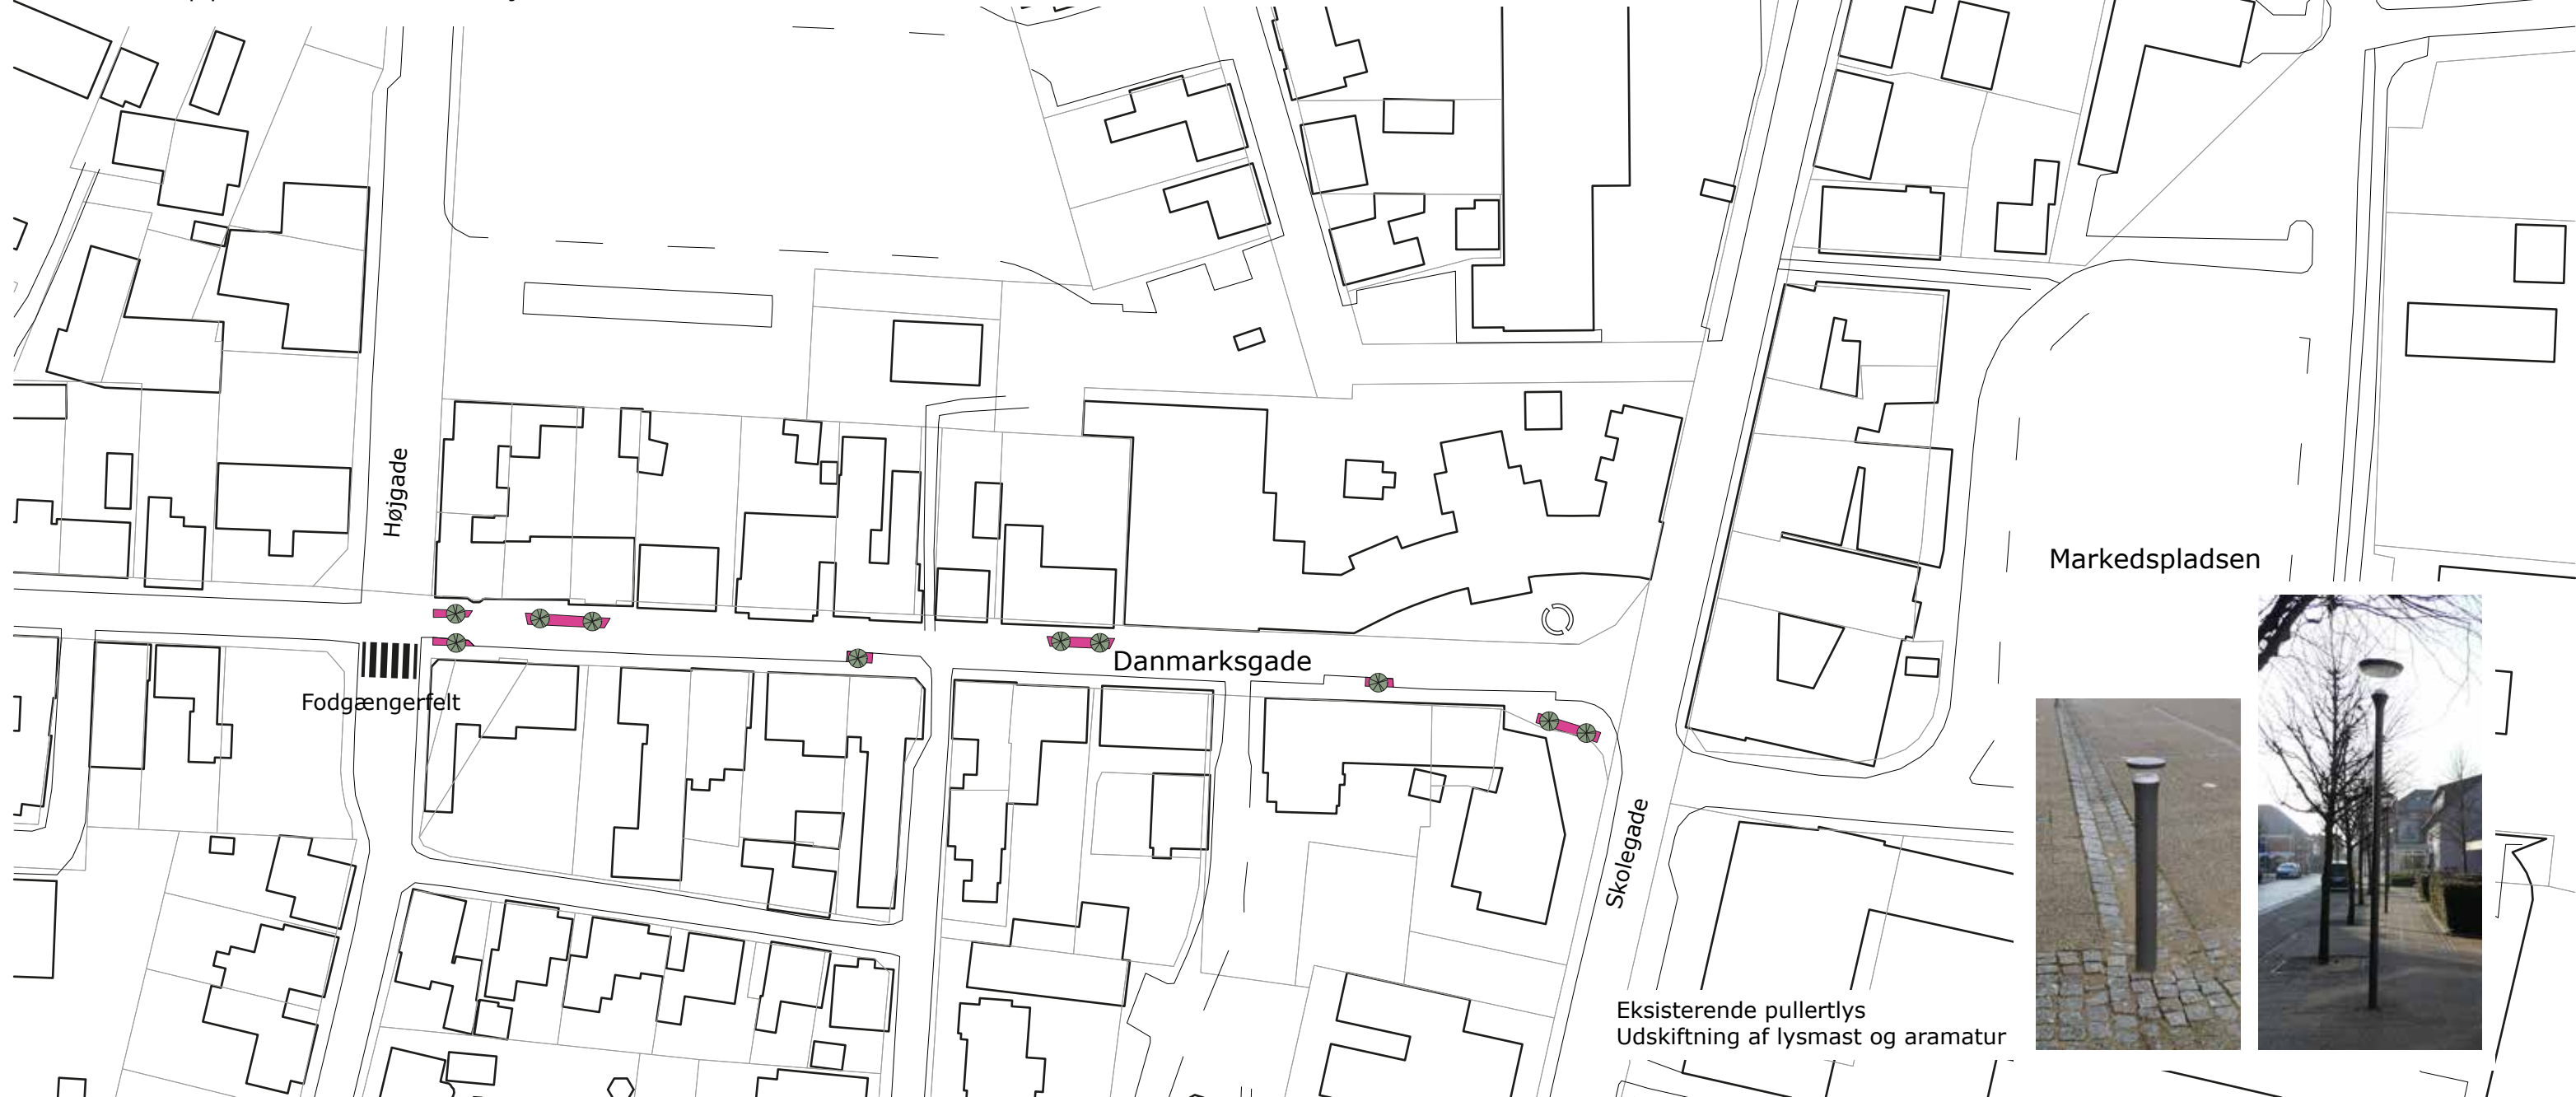 Højgade
Markedspladsen
Danmarksgade
Fodgængerfelt
Skolegade
Eksisterende pullertlys
Udskiftning af lysmast og aramatur